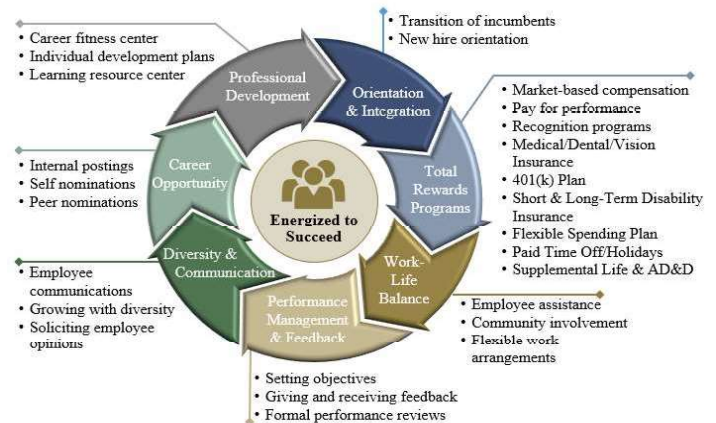 • Career fitness center
• Individual development plans
• Learning resource center
Professional
Development
• Transition of incumbents
• New hire orientation
Orientation
& Intcgration
• Market-based compensation
• Pay for performance
• Recognition programs
• Medical/Dental/Vision
Insurance
• 401(k) Plan
• Short & Long-Term Disability
Insurance
• Flexible Spending Plan
• Paid Time Off/Holidays
• Supplemental Life & AD&D
Total
Rewards
Programs
Work-
Life
Balance
• Employee assistance
• Community involvement
• Flexible work
arrangements
Performance
Management
& Feedback
• Setting objectives
• Giving and receiving feedback
• Formal performance reviews
Diversity &
Communication
• Employee
communications
• Growing with diversity
• Soliciting employee
opinions
Career
Opportunity
• Internal postings
• Self nominations
• Peer nominations
Energized to
Succeed